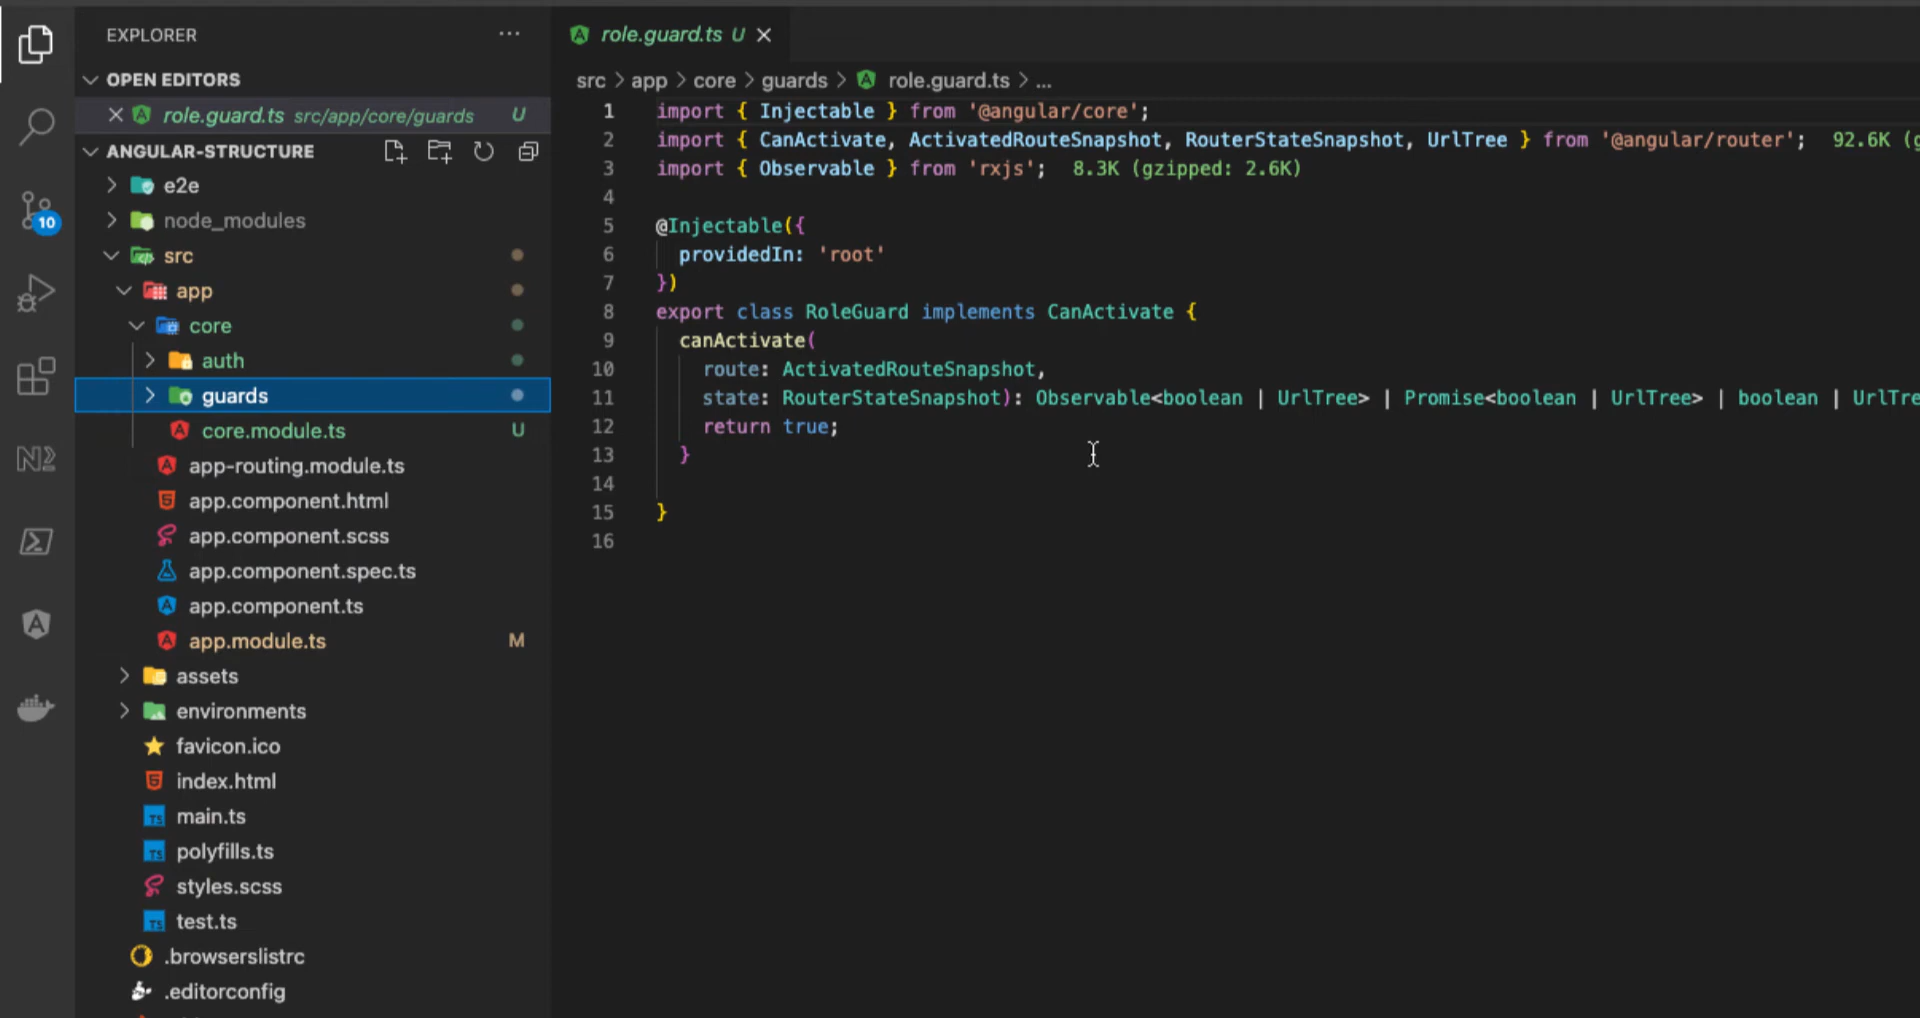 EXPLORER
OPEN EDITORS
role.guard.ts src/app/core/guards U
ANGULAR-STRUCTURE
e2e
node_modules
10
src
app
core
auth
guards
core.module.ts U
app-routing.module.ts
app.component.html
app.component.scss
app.component.spec.ts
app.component.ts
app.module.ts M
assets
environments
favicon.ico
index.html
TS main.ts
TS polyfills.ts
styles.scss
TS test.ts
.browserslistrc
.editorconfig
role.guard.ts U
src > app > core > guards > role.guard.ts > ...
1 import { Injectable } from '@angular/core';
2 import { CanActivate, ActivatedRouteSnapshot, RouterStateSnapshot, UrlTree } from '@angular/router'; 92.6K (g
3 import { Observable } from 'rxjs'; 8.3K (gzipped: 2.6K)
4
5 @Injectable({
6 providedIn: 'root'
7 })
8 export class RoleGuard implements CanActivate {
9 canActivate(
10 route: ActivatedRouteSnapshot,
11 state: RouterStateSnapshot): Observable<boolean | UrlTree> | Promise<boolean | UrlTree> | boolean | UrlTre
12 return true;
13 }
14
15 }
16